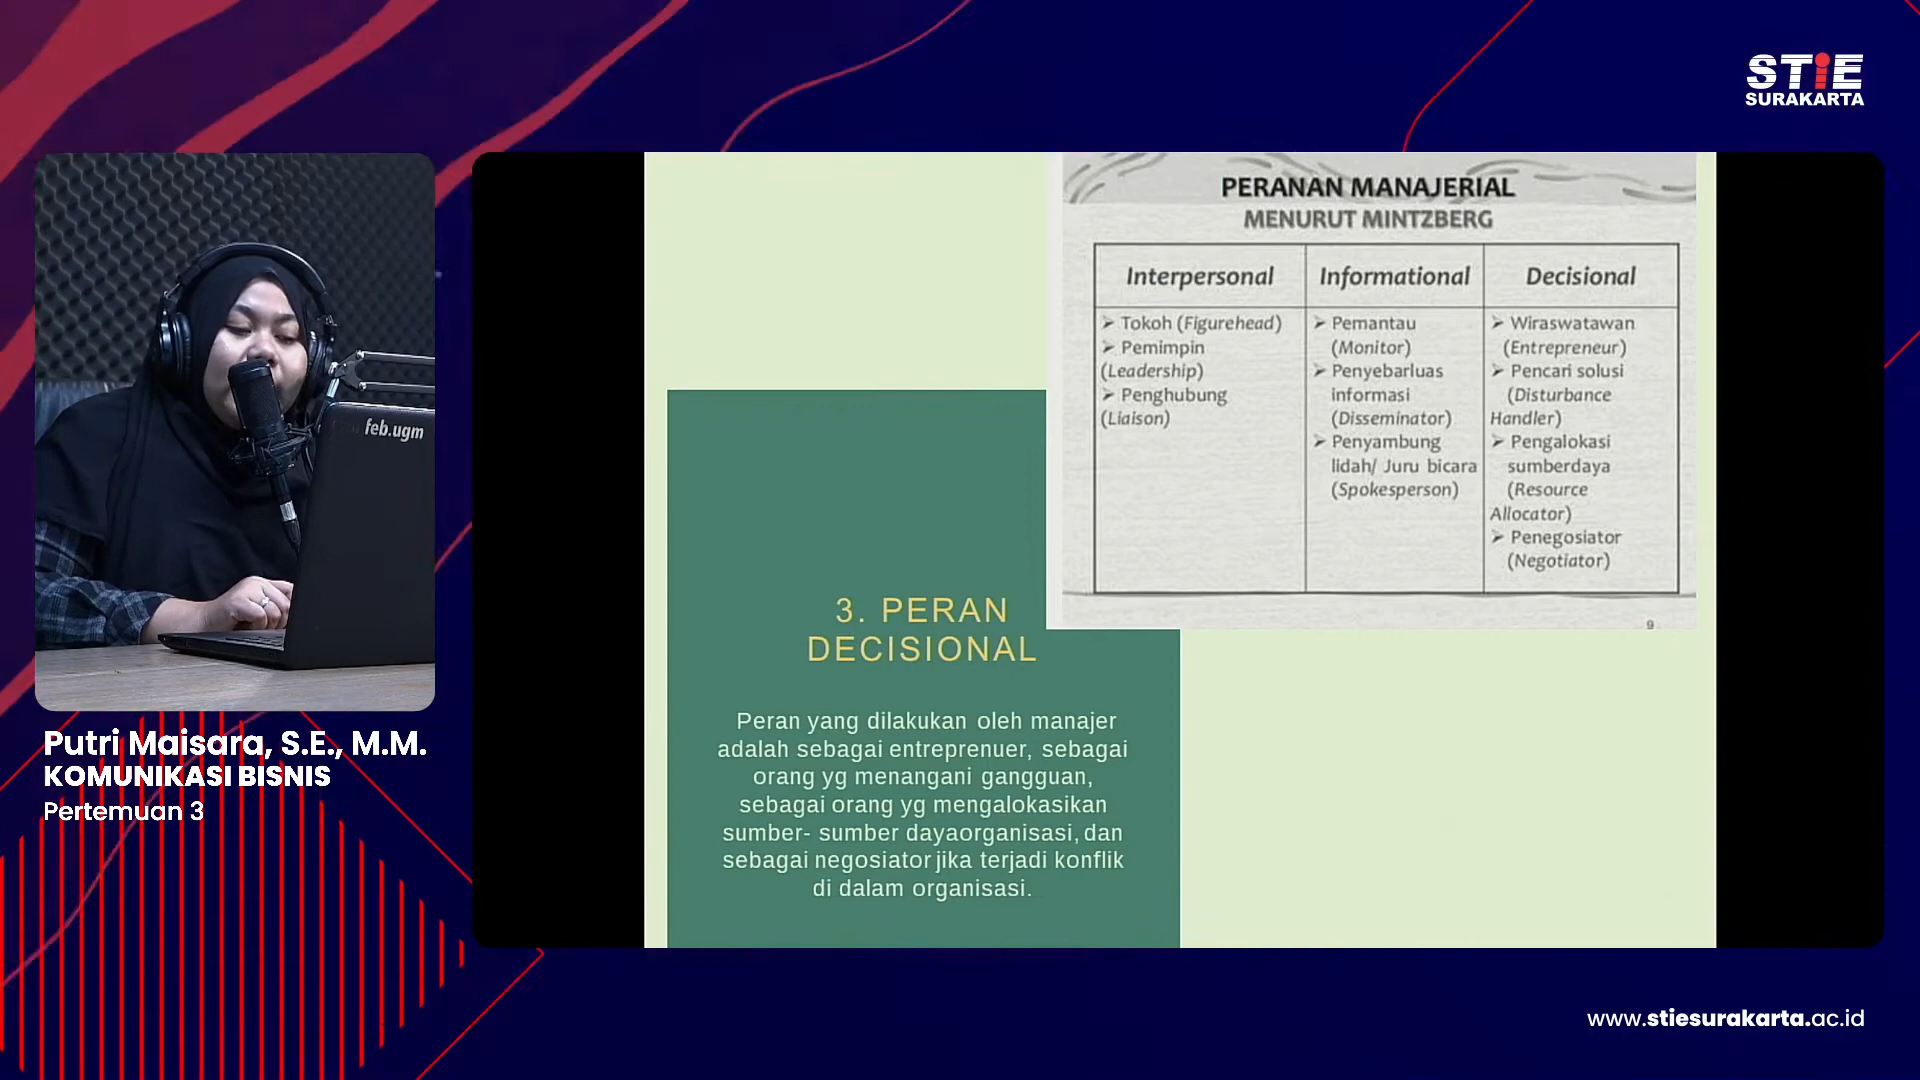 STiE
SURAKARTA
feb.ugm
Putri Maisara, S.E., M.M.
KOMUNIKASI BISNIS
Pertemuan 3
PERANAN MANAJERIAL
MENURUT MINTZBERG
Interpersonal
➢ Tokoh (Figurehead)
➢ Pemimpin
(Leadership)
➢ Penghubung
(Liaison)
Informational
➢ Pemantau
(Monitor)
➢ Penyebarluas
informasi
(Disseminator)
➢ Penyambung
lidah/ Juru bicara
(Spokesperson)
Decisional
➢ Wiraswatawan
(Entrepreneur)
➢ Pencari solusi
(Disturbance
Handler)
➢ Pengalokasi
sumberdaya
(Resource
Allocator)
➢ Penegosiator
(Negotiator)
9
3. PERAN
DECISIONAL
Peran yang dilakukan oleh manajer
adalah sebagai entreprenuer, sebagai
orang yg menangani gangguan,
sebagai orang yg mengalokasikan
sumber- sumber dayaorganisasi, dan
sebagai negosiator jika terjadi konflik
di dalam organisasi.
www.stiesurakarta.ac.id